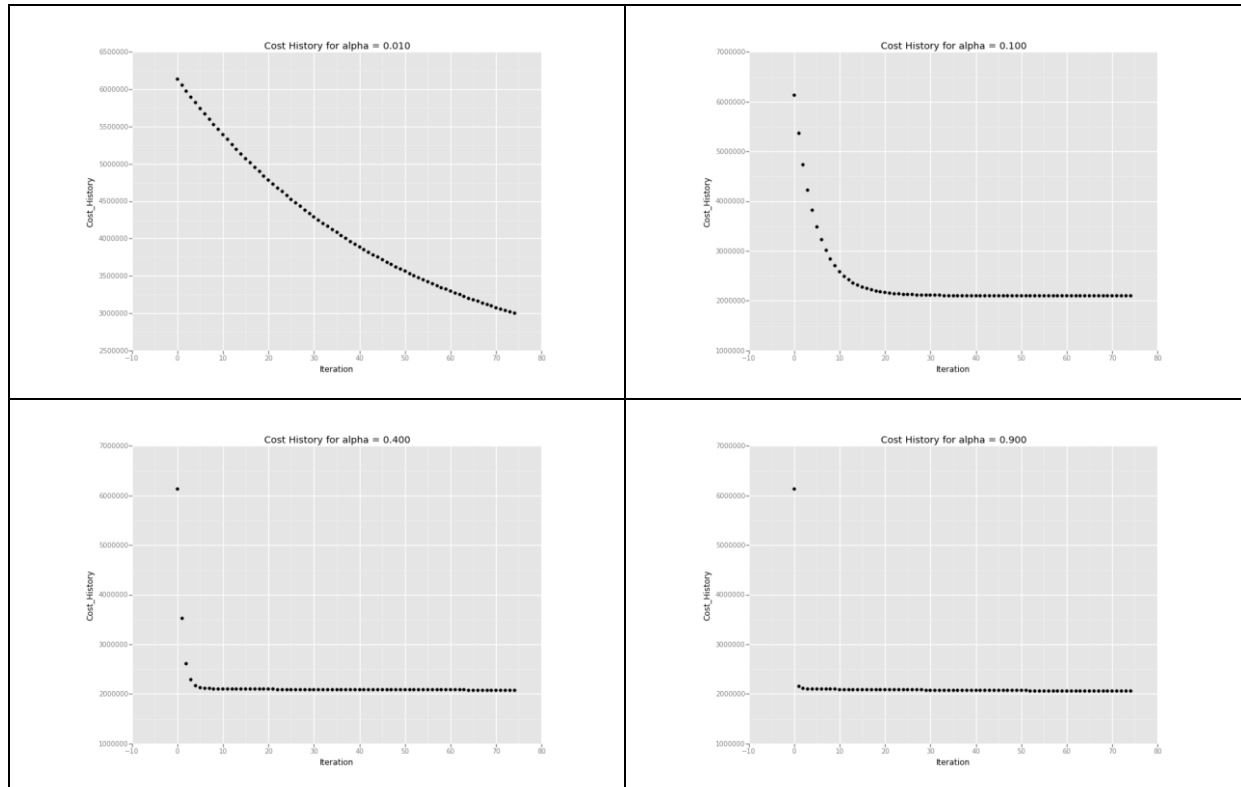 Cost History for alpha = 0.010
6500000
6000000
5500000
5000000
4500000
4000000
3500000
3000000
2500000
Cost_History
−10 0 10 20 30 40 50 60 70 80
Iteration
Cost History for alpha = 0.100
7000000
6000000
5000000
4000000
3000000
2000000
1000000
Cost_History
−10 0 10 20 30 40 50 60 70 80
Iteration
Cost History for alpha = 0.400
7000000
6000000
5000000
4000000
3000000
2000000
1000000
Cost_History
−10 0 10 20 30 40 50 60 70 80
Iteration
Cost History for alpha = 0.900
7000000
6000000
5000000
4000000
3000000
2000000
1000000
Cost_History
−10 0 10 20 30 40 50 60 70 80
Iteration